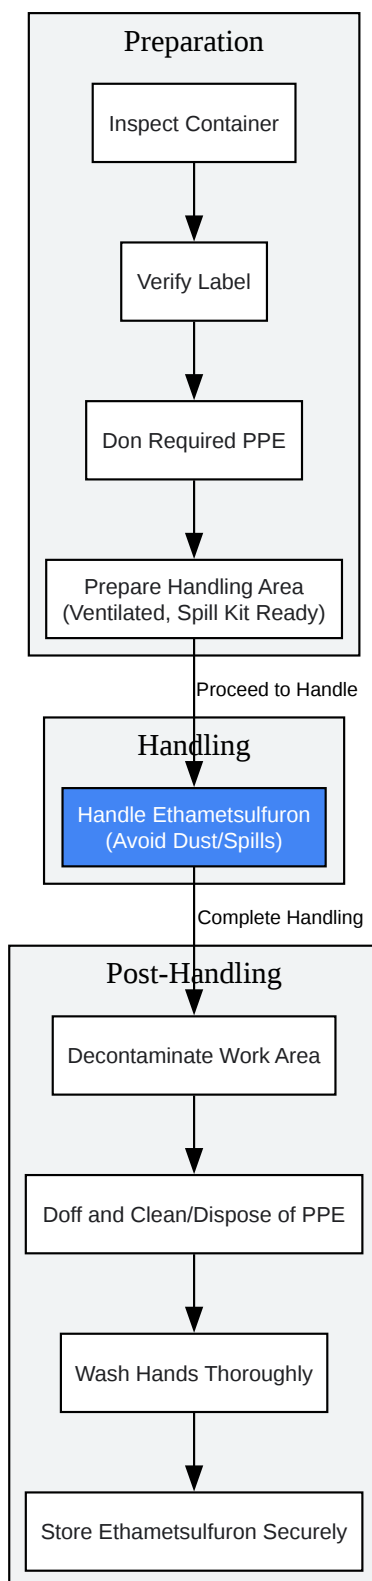 Preparation
Inspect Container
Verify Label
Don Required PPE
Prepare Handling Area
(Ventilated, Spill Kit Ready)
Proceed to Handle
Handling
Handle Ethametsulfuron
(Avoid Dust/Spills)
Complete Handling
Post-Handling
Decontaminate Work Area
Doff and Clean/Dispose of PPE
Wash Hands Thoroughly
Store Ethametsulfuron Securely